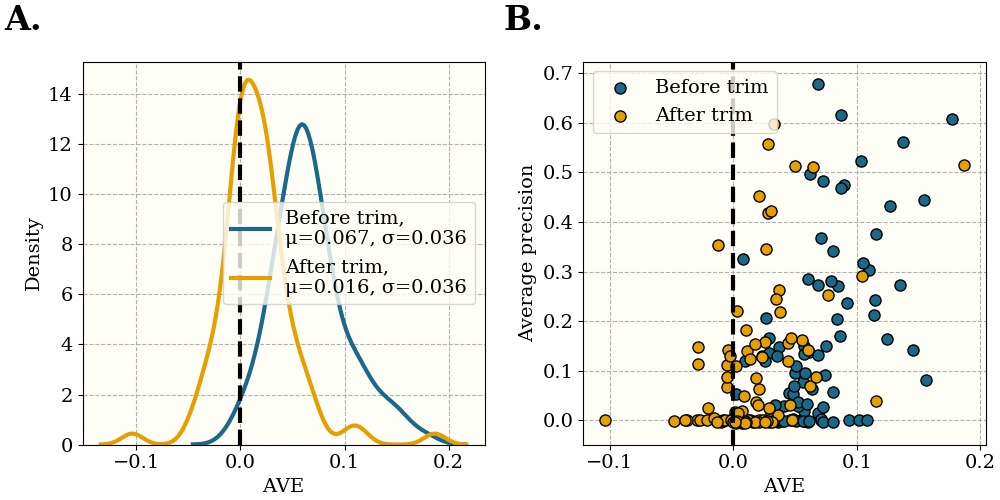 A.
Density
14
12
10
8
6
4
2
0
Before trim,
μ=0.067, σ=0.036
After trim,
μ=0.016, σ=0.036
−0.1
0.0
0.1
0.2
AVE
B.
Average precision
0.7
0.6
0.5
0.4
0.3
0.2
0.1
0.0
Before trim
After trim
−0.1
0.0
0.1
0.2
AVE